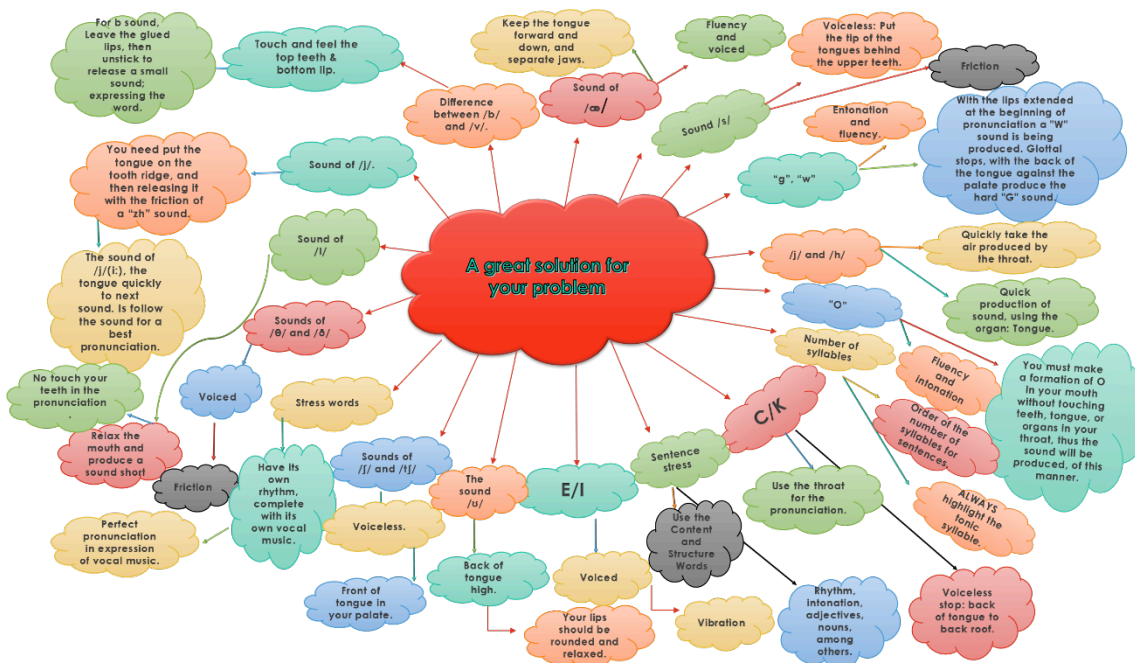 A great solution for
your problem
For b sound,
Leave the glued
lips, then
unstick to
release a small
sound;
expressing the
word.
Touch and feel the
top teeth &
bottom lip.
Difference
between /b/
and /v/.
Keep the tongue
forward and
down, and
separate jaws.
Sound of
/æ/
Fluency
and
voiced
Voiceless: Put
the tip of the
tongues behind
the upper teeth.
Sound /s/
Friction
Entonation
and
fluency.
With the lips extended
at the beginning of
pronunciation a "W"
sound is being
produced. Glottal
stops, with the back of
the tongue against the
palate produce the
hard "G" sound.
"g", "w"
You need put the
tongue on the
tooth ridge, and
then releasing it
with the friction of
a "zh" sound.
Sound of /j/.
The sound of
/j/(i:), the
tongue quickly
to next
sound. Is follow
the sound for a
best
pronunciation.
Sound of
/I/
/j/ and /h/
Quickly take the
air produced by
the throat.
Quick
production of
sound, using the
organ: Tongue.
"O"
Fluency
and
intonation
You must make
a formation of O
in your mouth
without touching
teeth, tongue, or
organs in your
throat, thus the
sound will be
produced, of this
manner.
Number of
syllables
Order of the
number of
syllables for
sentences.
ALWAYS
highlight the
tonic
syllable.
Sounds of
/θ/ and /ð/
Voiced
Friction
No touch your
teeth in the
pronunciation
.
Relax the
mouth and
produce a
sound short
Stress words
Have its
own
rhythm,
complete
with its
own vocal
music.
Perfect
pronunciation
in expression
of vocal music.
Sounds of
/ʃ/ and /tʃ/
Voiceless.
Front of
tongue in
your palate.
The
sound
/ʊ/
Back of
tongue
high.
Your lips
should be
rounded and
relaxed.
E/I
Voiced
Vibration
Sentence
stress
Use the
Content
and
Structure
Words
Rhythm,
intonation,
adjectives,
nouns,
among
others.
C/K
Use the throat
for the
pronunciation.
Voiceless
stop: back
of tongue to
back roof.